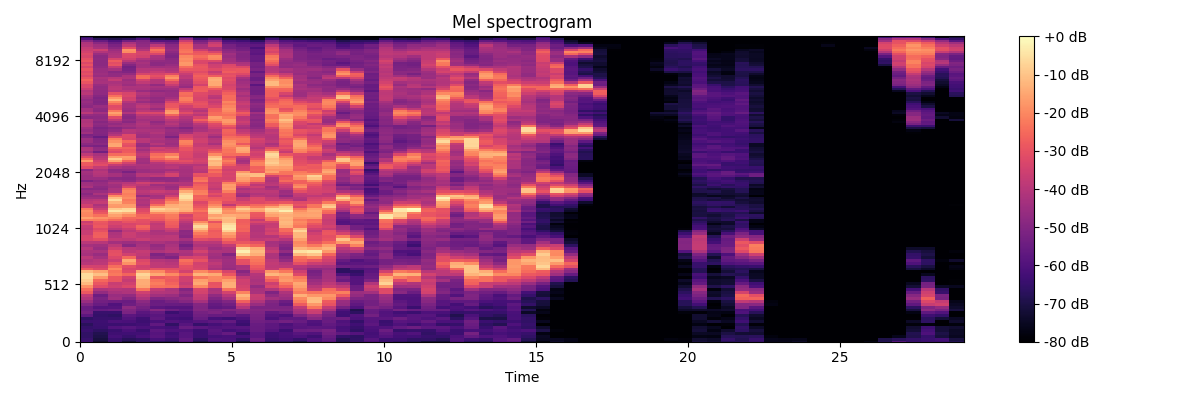 Mel spectrogram
Hz
8192
4096
2048
1024
512
0
0 5 10 15 20 25
Time
+0 dB
-10 dB
-20 dB
-30 dB
-40 dB
-50 dB
-60 dB
-70 dB
-80 dB